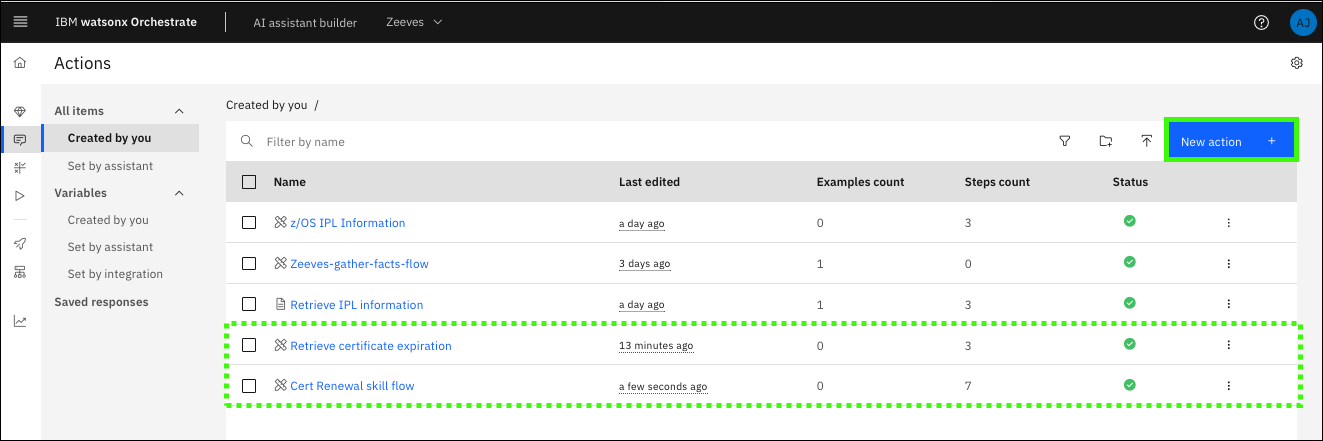 IBM watsonx Orchestrate AI assistant builder Zeeves AJ
Actions
All items
Created by you
Set by assistant
Variables
Created by you
Set by assistant
Set by integration
Saved responses
Created by you /
Filter by name New action +
Name Last edited Examples count Steps count Status
z/OS IPL Information a day ago 0 3
Zeeves-gather-facts-flow 3 days ago 1 0
Retrieve IPL information a day ago 1 3
Retrieve certificate expiration 13 minutes ago 0 3
Cert Renewal skill flow a few seconds ago 0 7